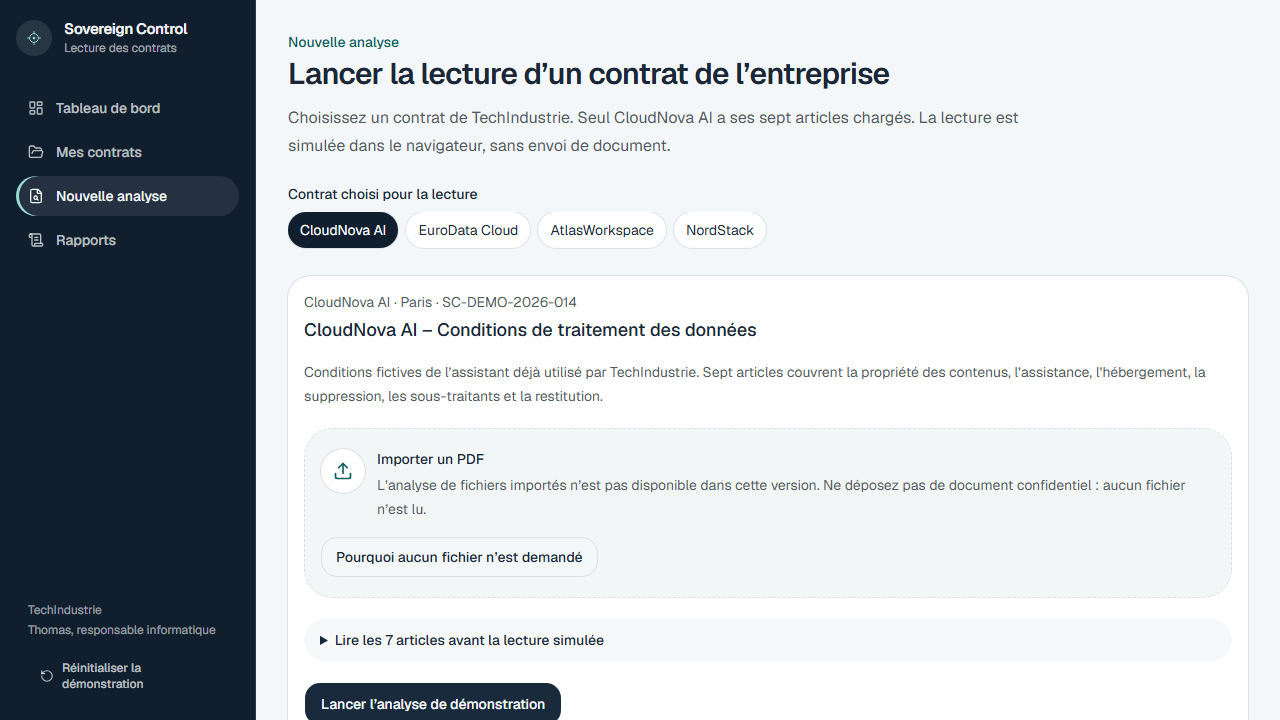 Sovereign Control
Lecture des contrats
Tableau de bord
Mes contrats
Nouvelle analyse
Rapports
TechIndustrie
Thomas, responsable informatique
Réinitialiser la
démonstration
Nouvelle analyse
Lancer la lecture d’un contrat de l’entreprise
Choisissez un contrat de TechIndustrie. Seul CloudNova AI a ses sept articles chargés. La lecture est
simulée dans le navigateur, sans envoi de document.
Contrat choisi pour la lecture
CloudNova AI
EuroData Cloud
AtlasWorkspace
NordStack
CloudNova AI · Paris · SC-DEMO-2026-014
CloudNova AI – Conditions de traitement des données
Conditions fictives de l’assistant déjà utilisé par TechIndustrie. Sept articles couvrent la propriété des contenus, l’assistance, l’hébergement, la
suppression, les sous-traitants et la restitution.
Importer un PDF
L’analyse de fichiers importés n’est pas disponible dans cette version. Ne déposez pas de document confidentiel : aucun fichier
n’est lu.
Pourquoi aucun fichier n’est demandé
Lire les 7 articles avant la lecture simulée
Lancer l’analyse de démonstration